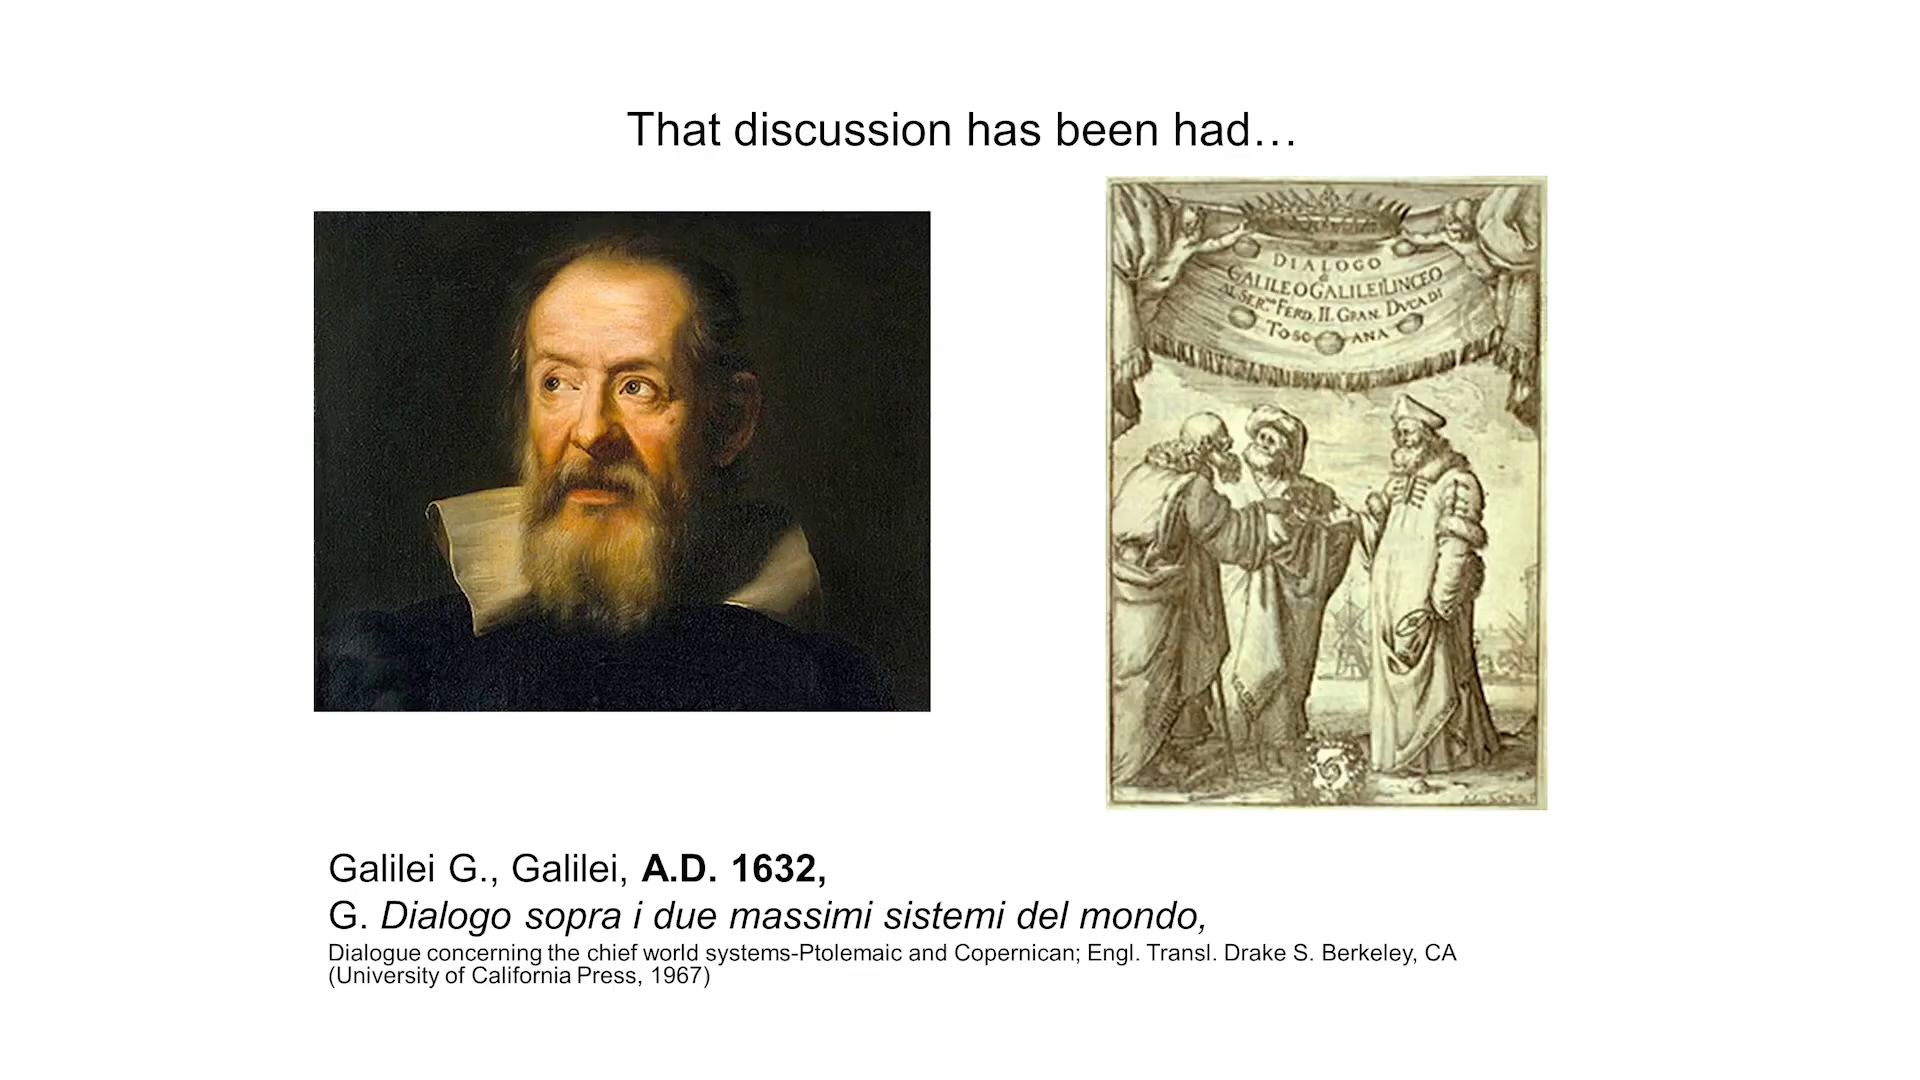 That discussion has been had…
DIALOGO
DI
GALILEO GALILEI LINCEO
AL SER.mo FERD. II. GRAN. DVCA DI
TOSCANA
Galilei G., Galilei, A.D. 1632,
G. Dialogo sopra i due massimi sistemi del mondo,
Dialogue concerning the chief world systems-Ptolemaic and Copernican; Engl. Transl. Drake S. Berkeley, CA
(University of California Press, 1967)